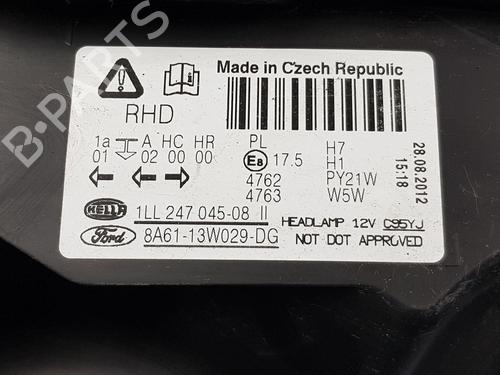 Made in Czech Republic
RHD
1a A HC HR PL H7
01 02 00 00 E8 17.5 H1
4762 PY21W
4763 W5W
28.08.2012
15:18
HELLA 1LL 247 045-08 II
HEADLAMP 12V C95YJ
Ford 8A61-13W029-DG NOT DOT APPROVED
B-PARTS